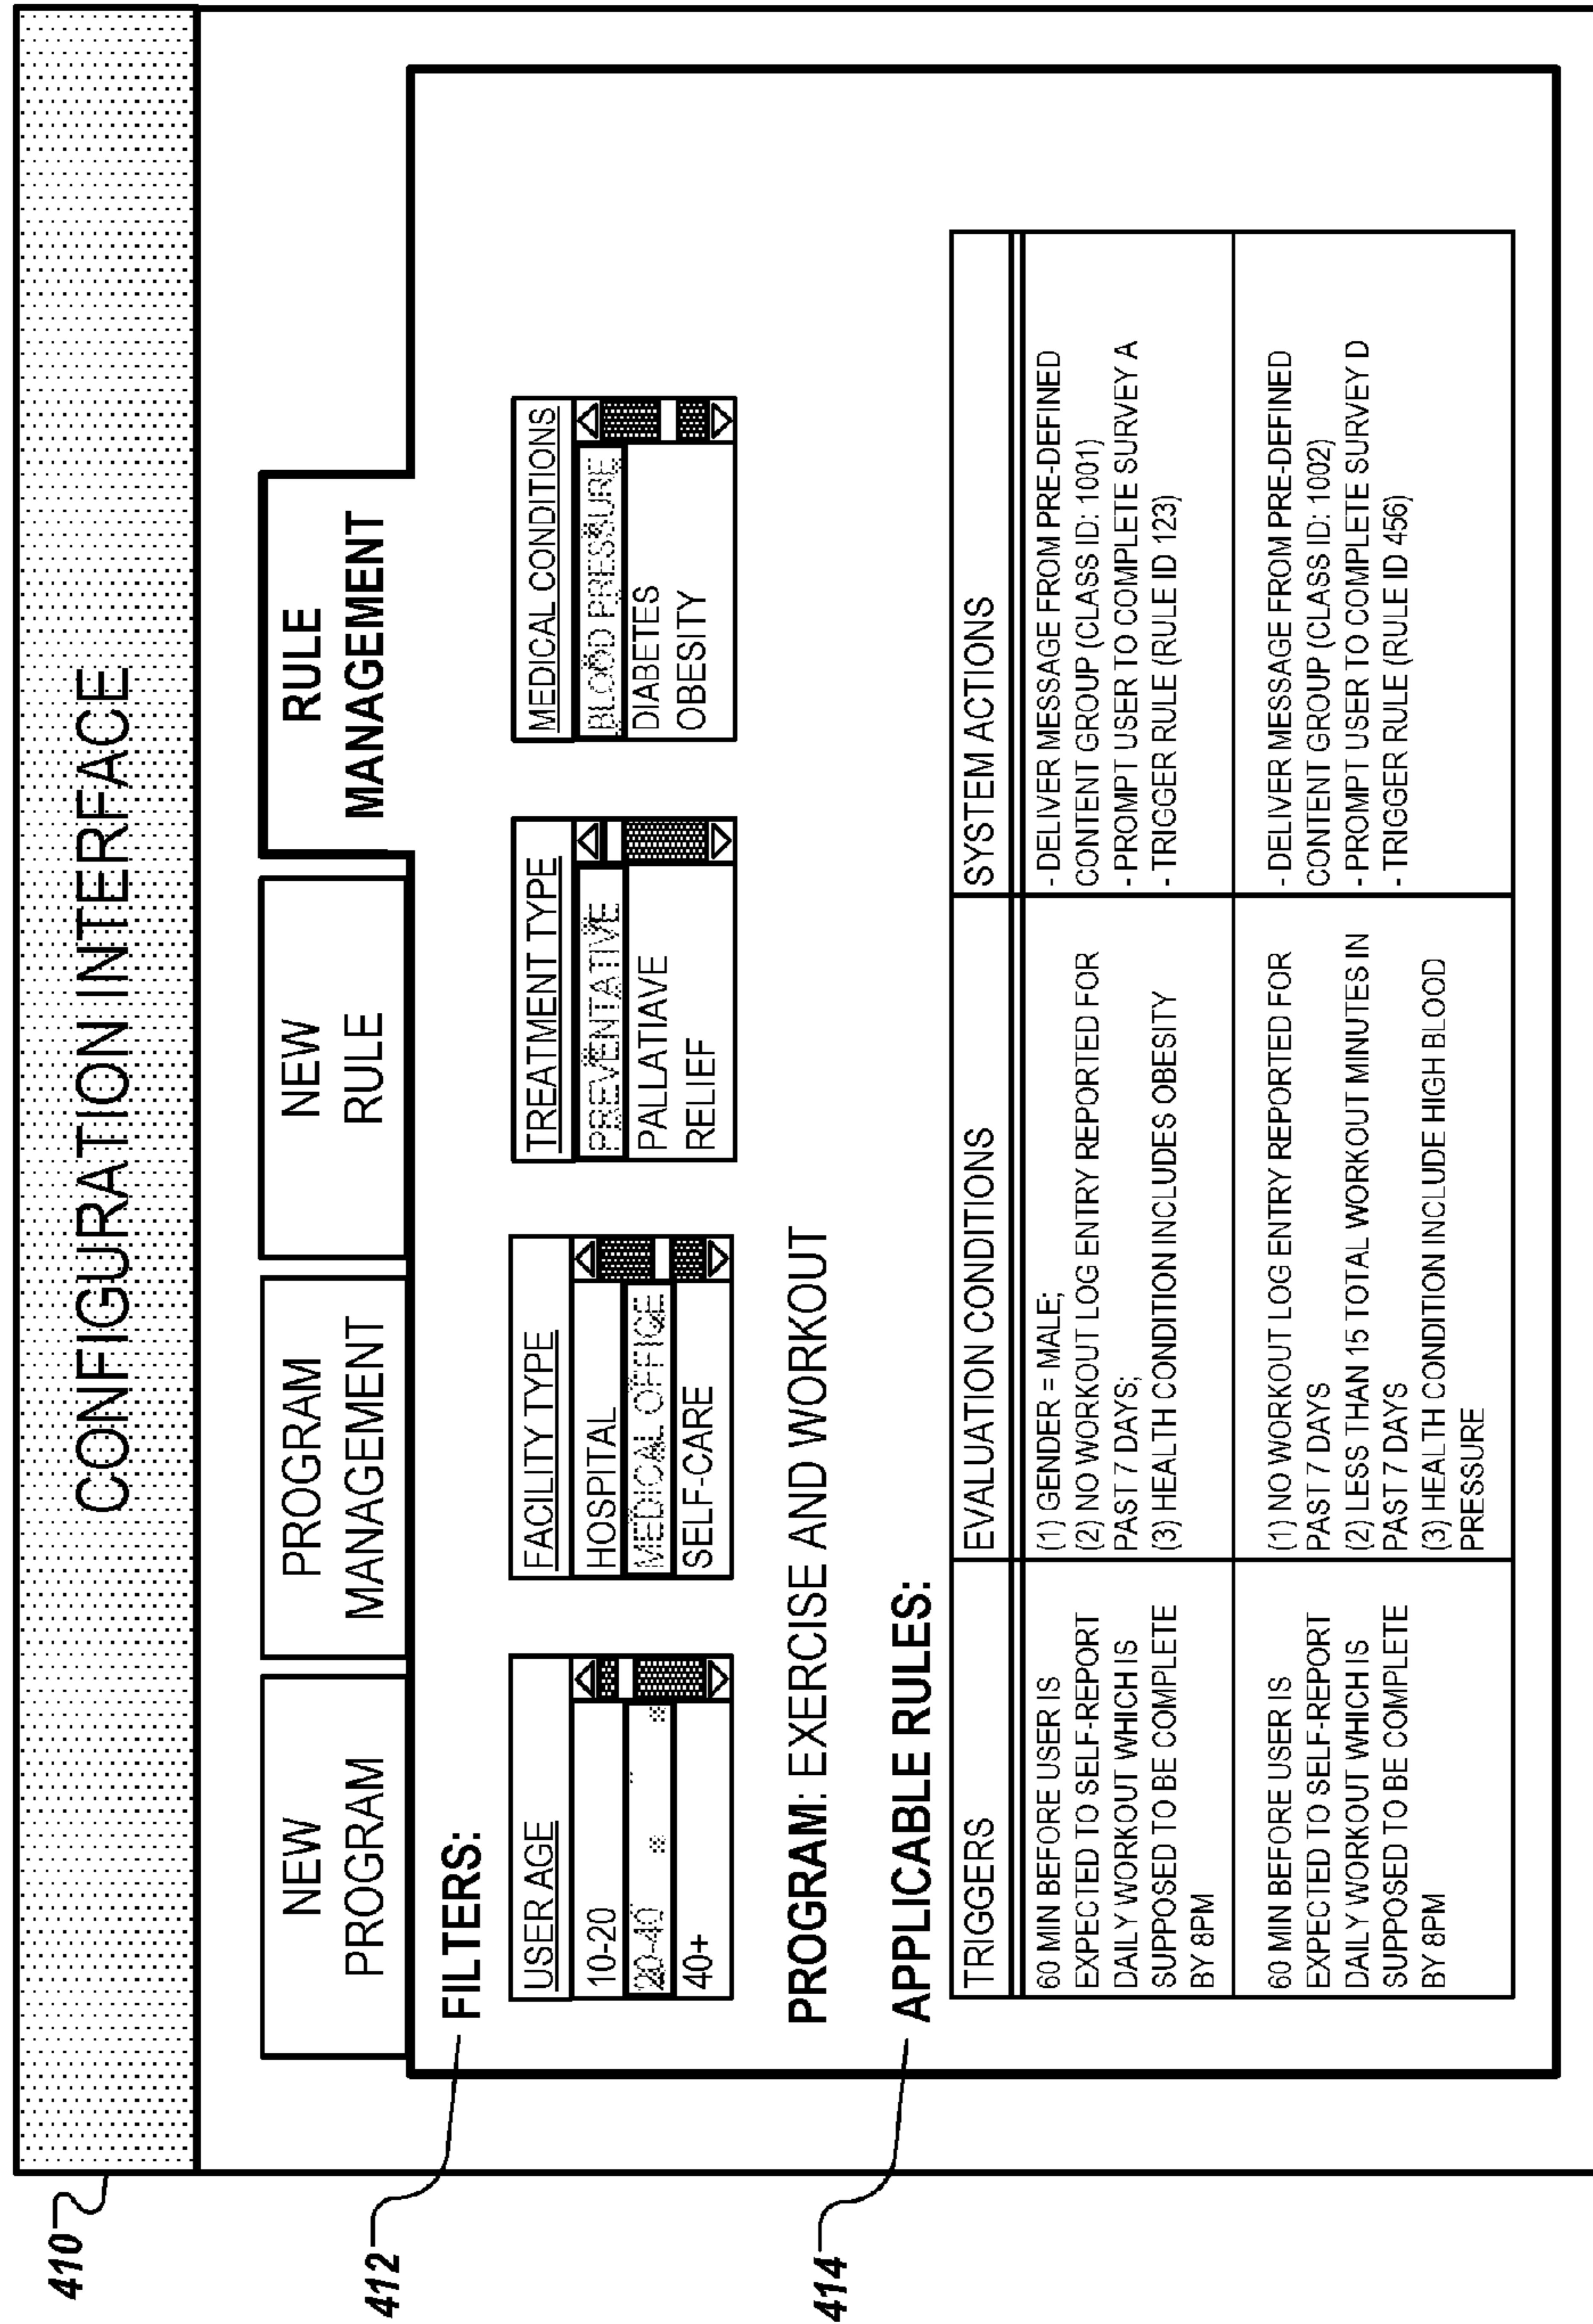 410
CONFIGURATION INTERFACE
NEW
PROGRAM
PROGRAM
MANAGEMENT
NEW
RULE
RULE
MANAGEMENT
412
FILTERS:
USER AGE
10-20
20-40
40+
FACILITY TYPE
HOSPITAL
MEDICAL OFFICE
SELF-CARE
TREATMENT TYPE
PREVENTATIVE
PALLATIAVE
RELIEF
MEDICAL CONDITIONS
BLOOD PRESSURE
DIABETES
OBESITY
PROGRAM: EXERCISE AND WORKOUT
414
APPLICABLE RULES:
TRIGGERS
EVALUATION CONDITIONS
SYSTEM ACTIONS
60 MIN BEFORE USER IS
EXPECTED TO SELF-REPORT
DAILY WORKOUT WHICH IS
SUPPOSED TO BE COMPLETE
BY 8PM
(1) GENDER = MALE;
(2) NO WORKOUT LOG ENTRY REPORTED FOR
PAST 7 DAYS;
(3) HEALTH CONDITION INCLUDES OBESITY
- DELIVER MESSAGE FROM PRE-DEFINED
CONTENT GROUP (CLASS ID: 1001)
- PROMPT USER TO COMPLETE SURVEY A
- TRIGGER RULE (RULE ID 123)
60 MIN BEFORE USER IS
EXPECTED TO SELF-REPORT
DAILY WORKOUT WHICH IS
SUPPOSED TO BE COMPLETE
BY 8PM
(1) NO WORKOUT LOG ENTRY REPORTED FOR
PAST 7 DAYS
(2) LESS THAN 15 TOTAL WORKOUT MINUTES IN
PAST 7 DAYS
(3) HEALTH CONDITION INCLUDE HIGH BLOOD
PRESSURE
- DELIVER MESSAGE FROM PRE-DEFINED
CONTENT GROUP (CLASS ID: 1002)
- PROMPT USER TO COMPLETE SURVEY D
- TRIGGER RULE (RULE ID 456)